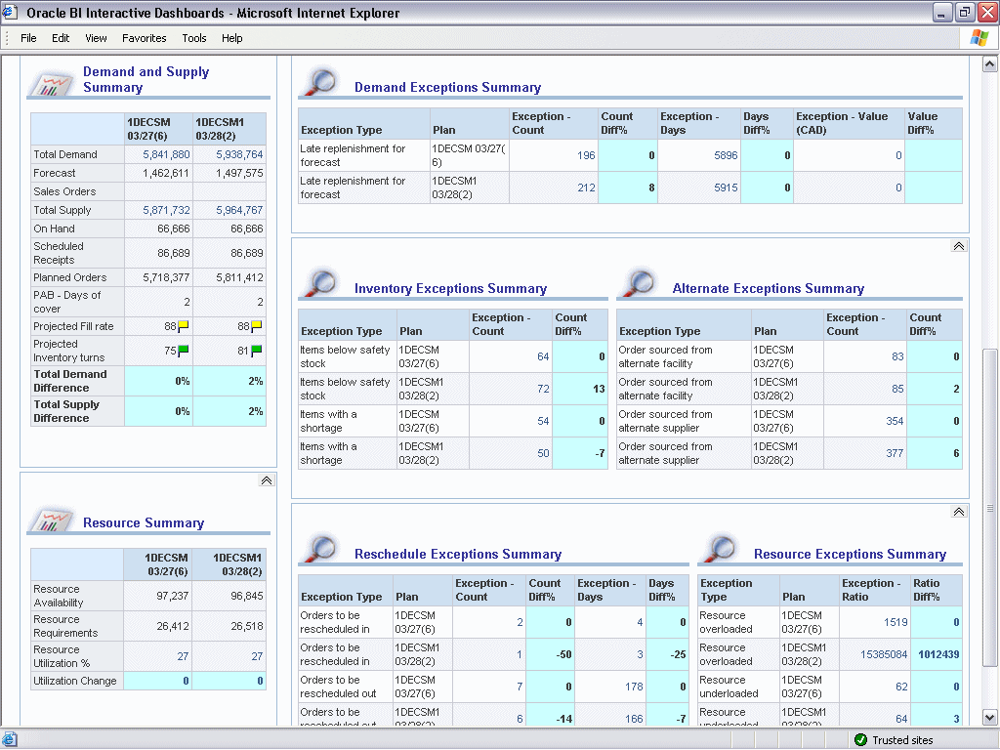 Oracle BI Interactive Dashboards - Microsoft Internet Explorer
File Edit View Favorites Tools Help
Demand and Supply
Summary
1DECSM 1DECSM1
03/27(6) 03/28(2)
Total Demand 5,841,880 5,938,764
Forecast 1,462,611 1,497,575
Sales Orders
Total Supply 5,871,732 5,964,767
On Hand 66,666 66,666
Scheduled
Receipts 86,689 86,689
Planned Orders 5,718,377 5,811,412
PAB - Days of
cover 2 2
Projected Fill rate 88 88
Projected
Inventory turns 75 81
Total Demand
Difference 0% 2%
Total Supply
Difference 0% 2%
Resource Summary
1DECSM 1DECSM1
03/27(6) 03/28(2)
Resource
Availability 97,237 96,845
Resource
Requirements 26,412 26,518
Resource
Utilization % 27 27
Utilization Change 0 0
Demand Exceptions Summary
Exception - Count Days Exception - Days Exception - Value Value
Exception Type Plan Count Diff% Days Diff% (CAD) Diff%
Late replenishment for 1DECSM 03/27(
forecast 6) 196 0 5896 0 0
Late replenishment for 1DECSM1
forecast 03/28(2) 212 8 5915 0 0
Inventory Exceptions Summary
Exception - Count
Exception Type Plan Count Diff%
Items below safety 1DECSM
stock 03/27(6) 64 0
Items below safety 1DECSM1
stock 03/28(2) 72 13
Items with a 1DECSM
shortage 03/27(6) 54 0
Items with a 1DECSM1
shortage 03/28(2) 50 -7
Alternate Exceptions Summary
Exception - Count
Exception Type Plan Count Diff%
Order sourced from 1DECSM
alternate facility 03/27(6) 83 0
Order sourced from 1DECSM1
alternate facility 03/28(2) 85 2
Order sourced from 1DECSM
alternate supplier 03/27(6) 354 0
Order sourced from 1DECSM1
alternate supplier 03/28(2) 377 6
Reschedule Exceptions Summary
Exception - Count Exception - Days
Exception Type Plan Count Diff% Days Diff%
Orders to be 1DECSM
rescheduled in 03/27(6) 2 0 4 0
Orders to be 1DECSM1
rescheduled in 03/28(2) 1 -50 3 -25
Orders to be 1DECSM
rescheduled out 03/27(6) 7 0 178 0
Orders to be 1DECSM1
rescheduled out 03/28(2) 6 -14 166 -7
Resource Exceptions Summary
Exception Exception - Ratio
Type Plan Ratio Diff%
Resource 1DECSM
overloaded 03/27(6) 1519 0
Resource 1DECSM1
overloaded 03/28(2) 15385084 1012439
Resource 1DECSM
underloaded 03/27(6) 62 0
Resource 1DECSM1
underloaded 03/28(2) 64 3
Trusted sites